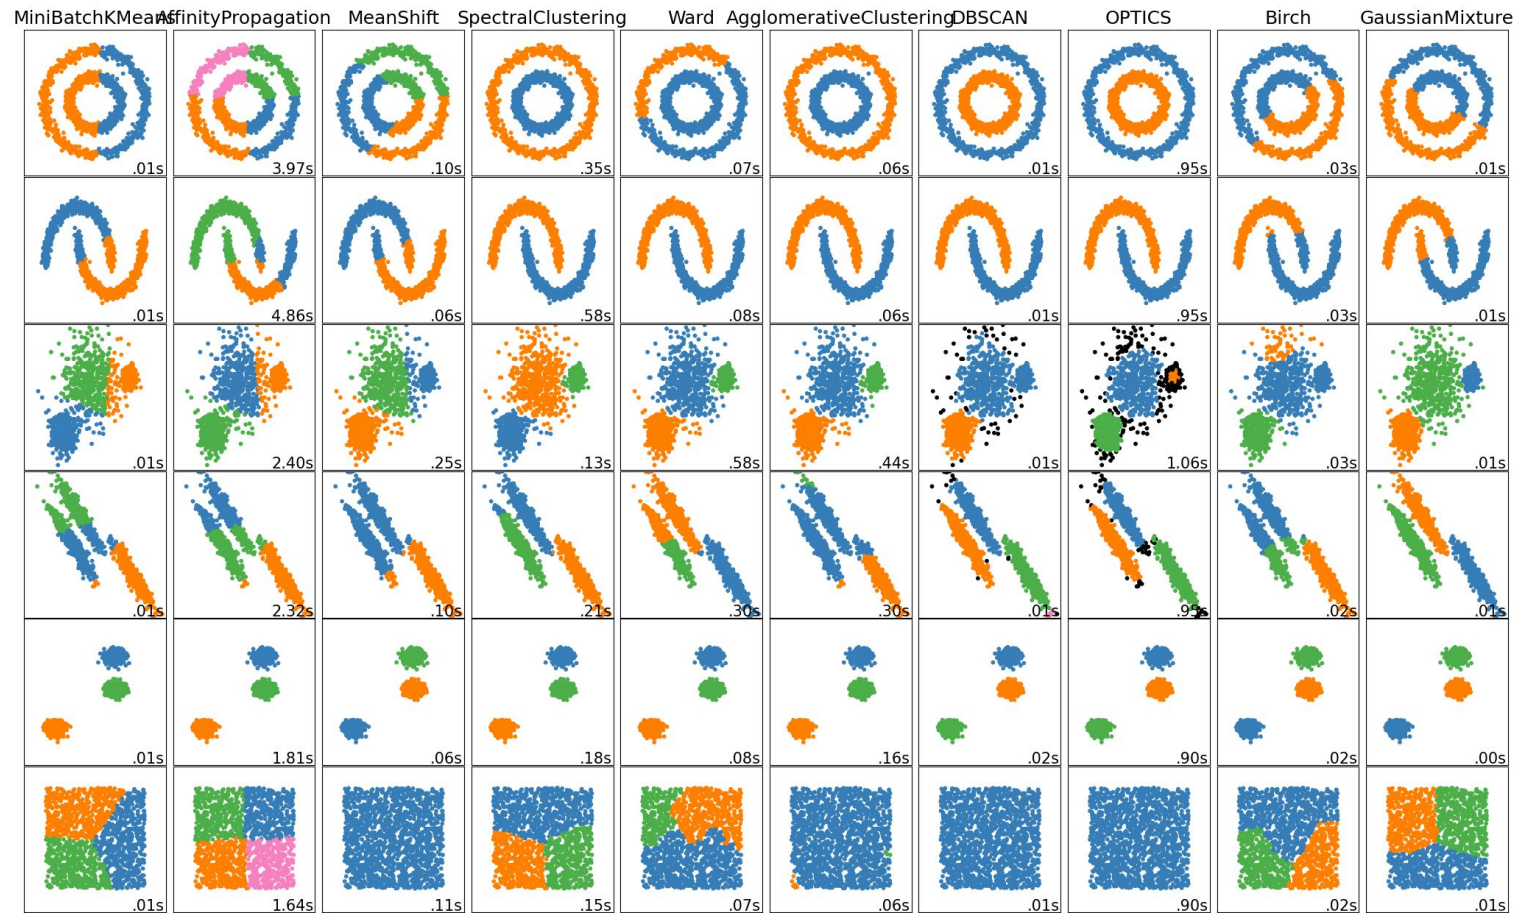 MiniBatchKMeans AffinityPropagation MeanShift SpectralClustering Ward AgglomerativeClustering DBSCAN OPTICS Birch GaussianMixture
.01s 3.97s .10s .35s .07s .06s .01s .95s .03s .01s
.01s 4.86s .06s .58s .08s .06s .01s .95s .03s .01s
.01s 2.40s .25s .13s .58s .44s .01s 1.06s .03s .01s
.01s 2.32s .10s .21s .30s .30s .01s .95s .02s .01s
.01s 1.81s .06s .18s .08s .16s .02s .90s .02s .00s
.01s 1.64s .11s .15s .07s .06s .01s .90s .02s .01s